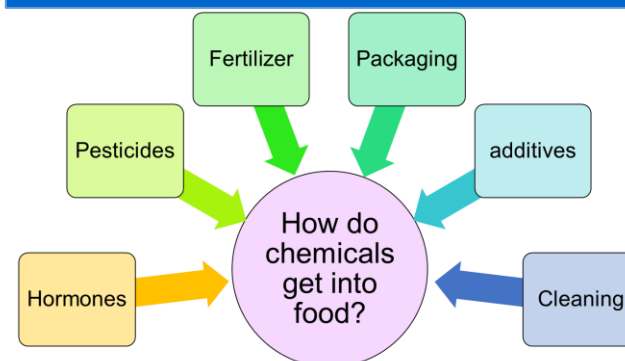 Fertilizer
Packaging
Pesticides
additives
Hormones
Cleaning
How do
chemicals
get into
food?